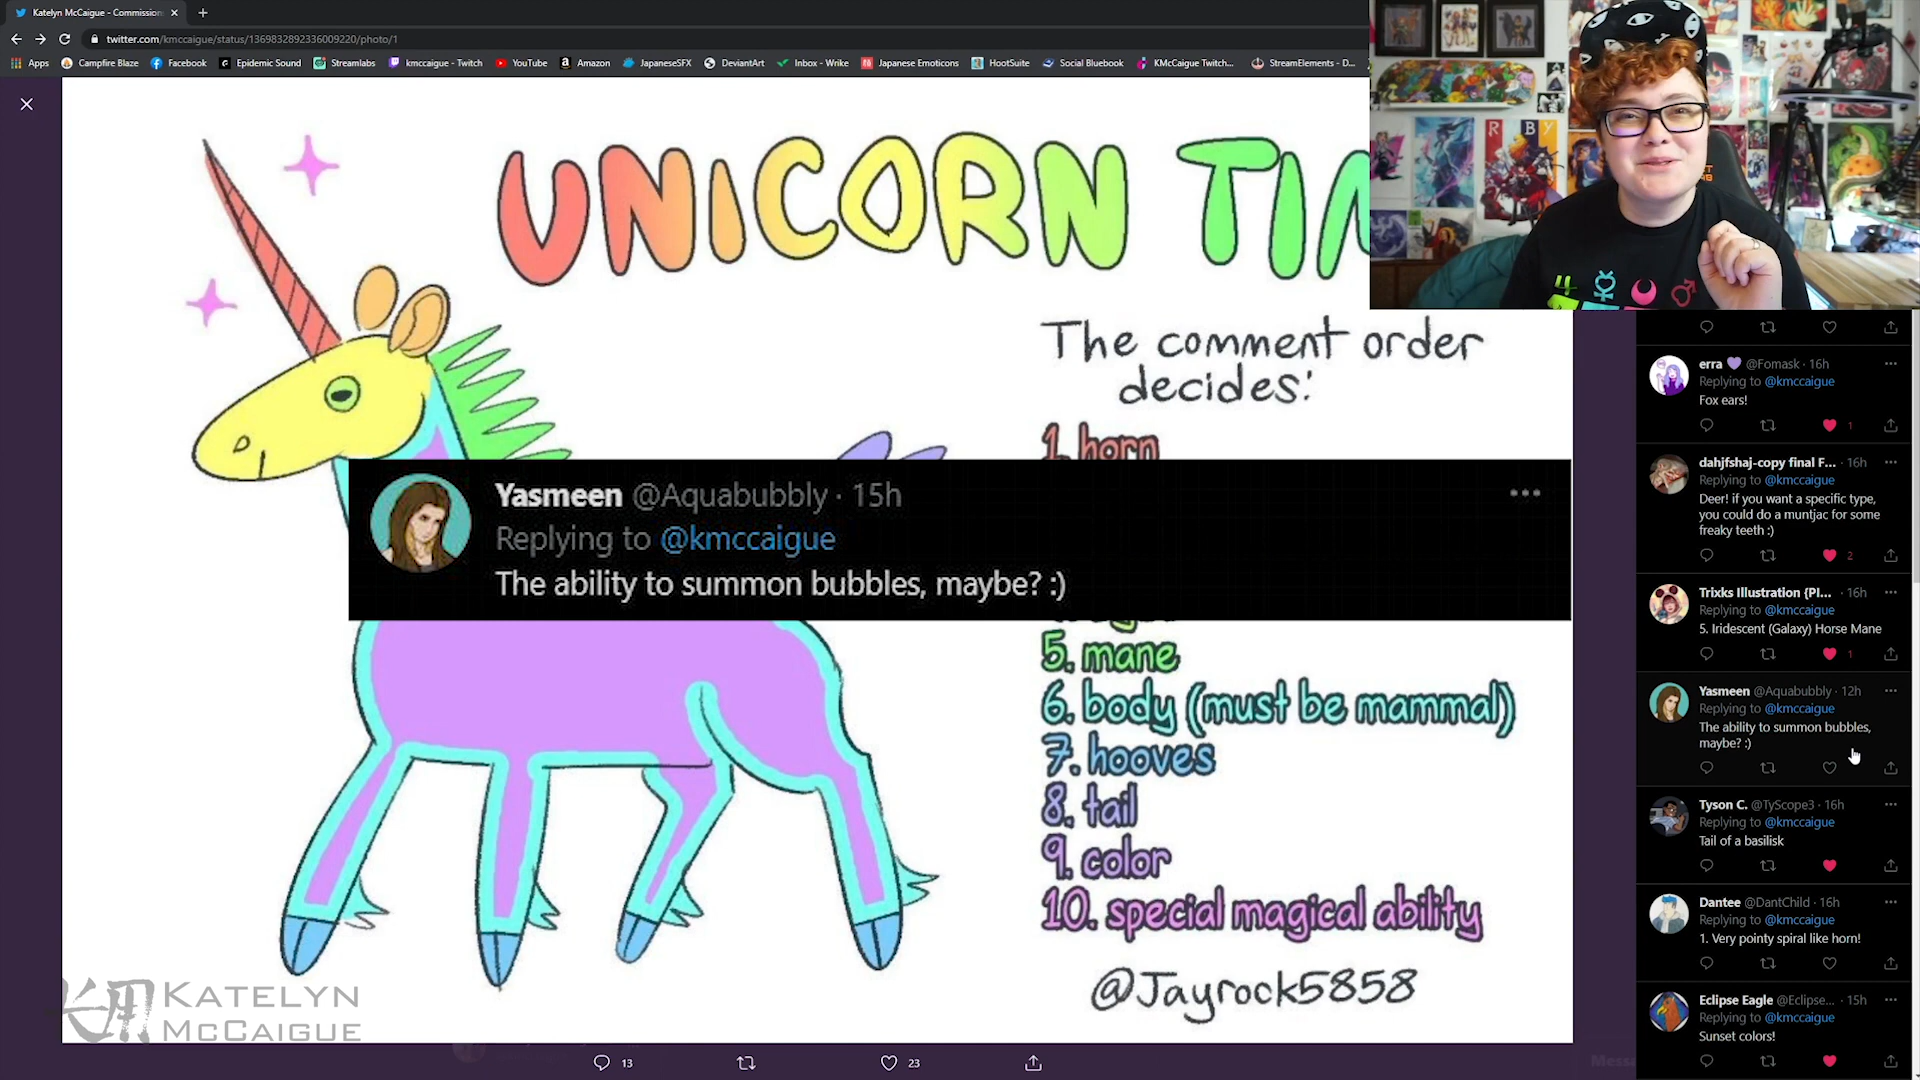 Katelyn McCaigue - Commission
twitter.com/kmccaigue/status/1369832892336009220/photo/1
Apps Campfire Blaze Facebook Epidemic Sound Streamlabs kmccaigue - Twitch YouTube Amazon JapaneseSFX DeviantArt Inbox - Wrike Japanese Emoticons HootSuite Social Bluebook KMcCaigue Twitch... StreamElements - D...
RWBY
UNICORN TIM
The comment order
decides:
1. horn
5. mane
6. body (must be mammal)
7. hooves
8. tail
9. color
10. special magical ability
@Jayrock5858
Yasmeen @Aquabubbly · 15h
Replying to @kmccaigue
The ability to summon bubbles, maybe? :)
KATELYN
MCCAIGUE
13 23
erra @Fomask · 16h
Replying to @kmccaigue
Fox ears!
1
dahjfshaj-copy final F... · 16h
Replying to @kmccaigue
Deer! if you want a specific type,
you could do a muntjac for some
freaky teeth :)
2
Trixks Illustration {Pl... · 16h
Replying to @kmccaigue
5. Iridescent (Galaxy) Horse Mane
1
Yasmeen @Aquabubbly · 12h
Replying to @kmccaigue
The ability to summon bubbles,
maybe? :)
Tyson C. @TyScope3 · 16h
Replying to @kmccaigue
Tail of a basilisk
Dantee @DantChild · 16h
Replying to @kmccaigue
1. Very pointy spiral like horn!
Eclipse Eagle @Eclipse... · 15h
Replying to @kmccaigue
Sunset colors!